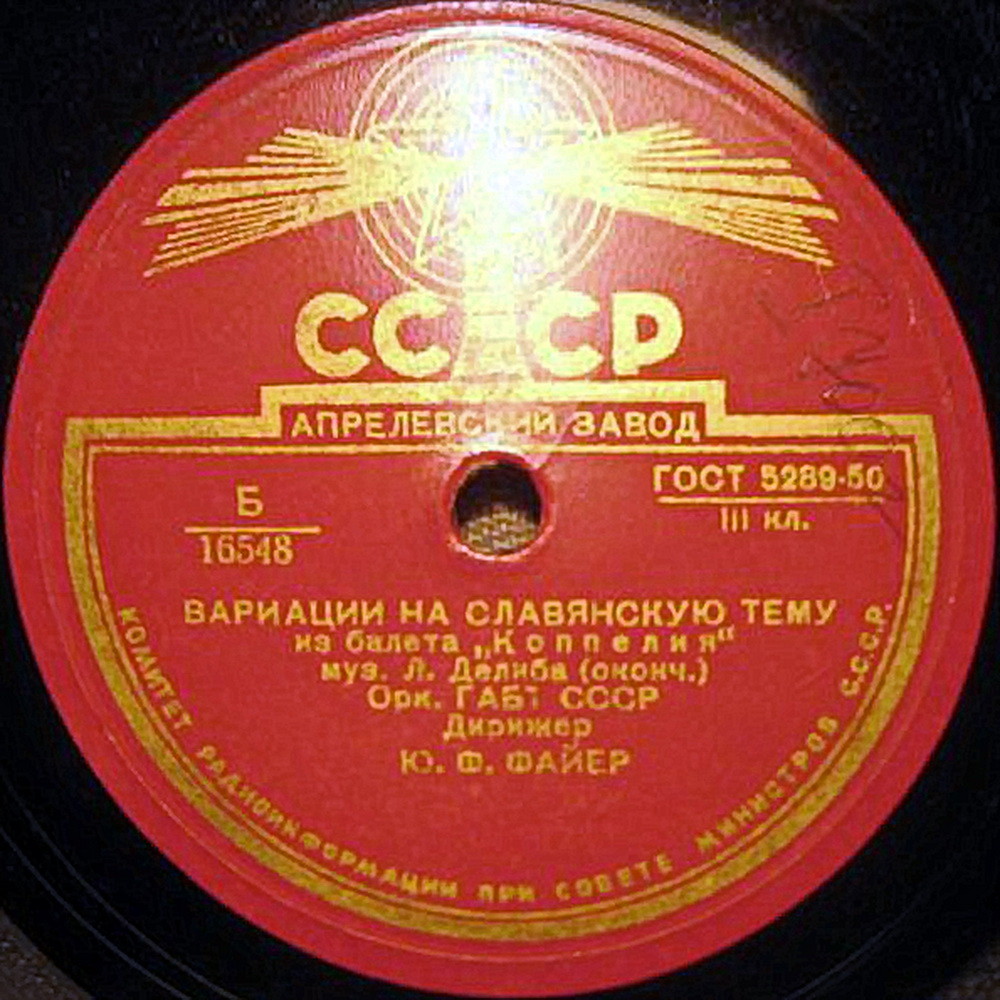 СССР
АПРЕЛЕВСКИЙ ЗАВОД
Б
16548
ГОСТ 5289-50
III кл.
ВАРИАЦИИ НА СЛАВЯНСКУЮ ТЕМУ
из балета „Коппелия“
муз. Л. Делиба (оконч.)
Орк. ГАБТ СССР
Дирижер
Ю. Ф. ФАЙЕР
КОМИТЕТ РАДИОИНФОРМАЦИИ ПРИ СОВЕТЕ МИНИСТРОВ С.С.С.Р.